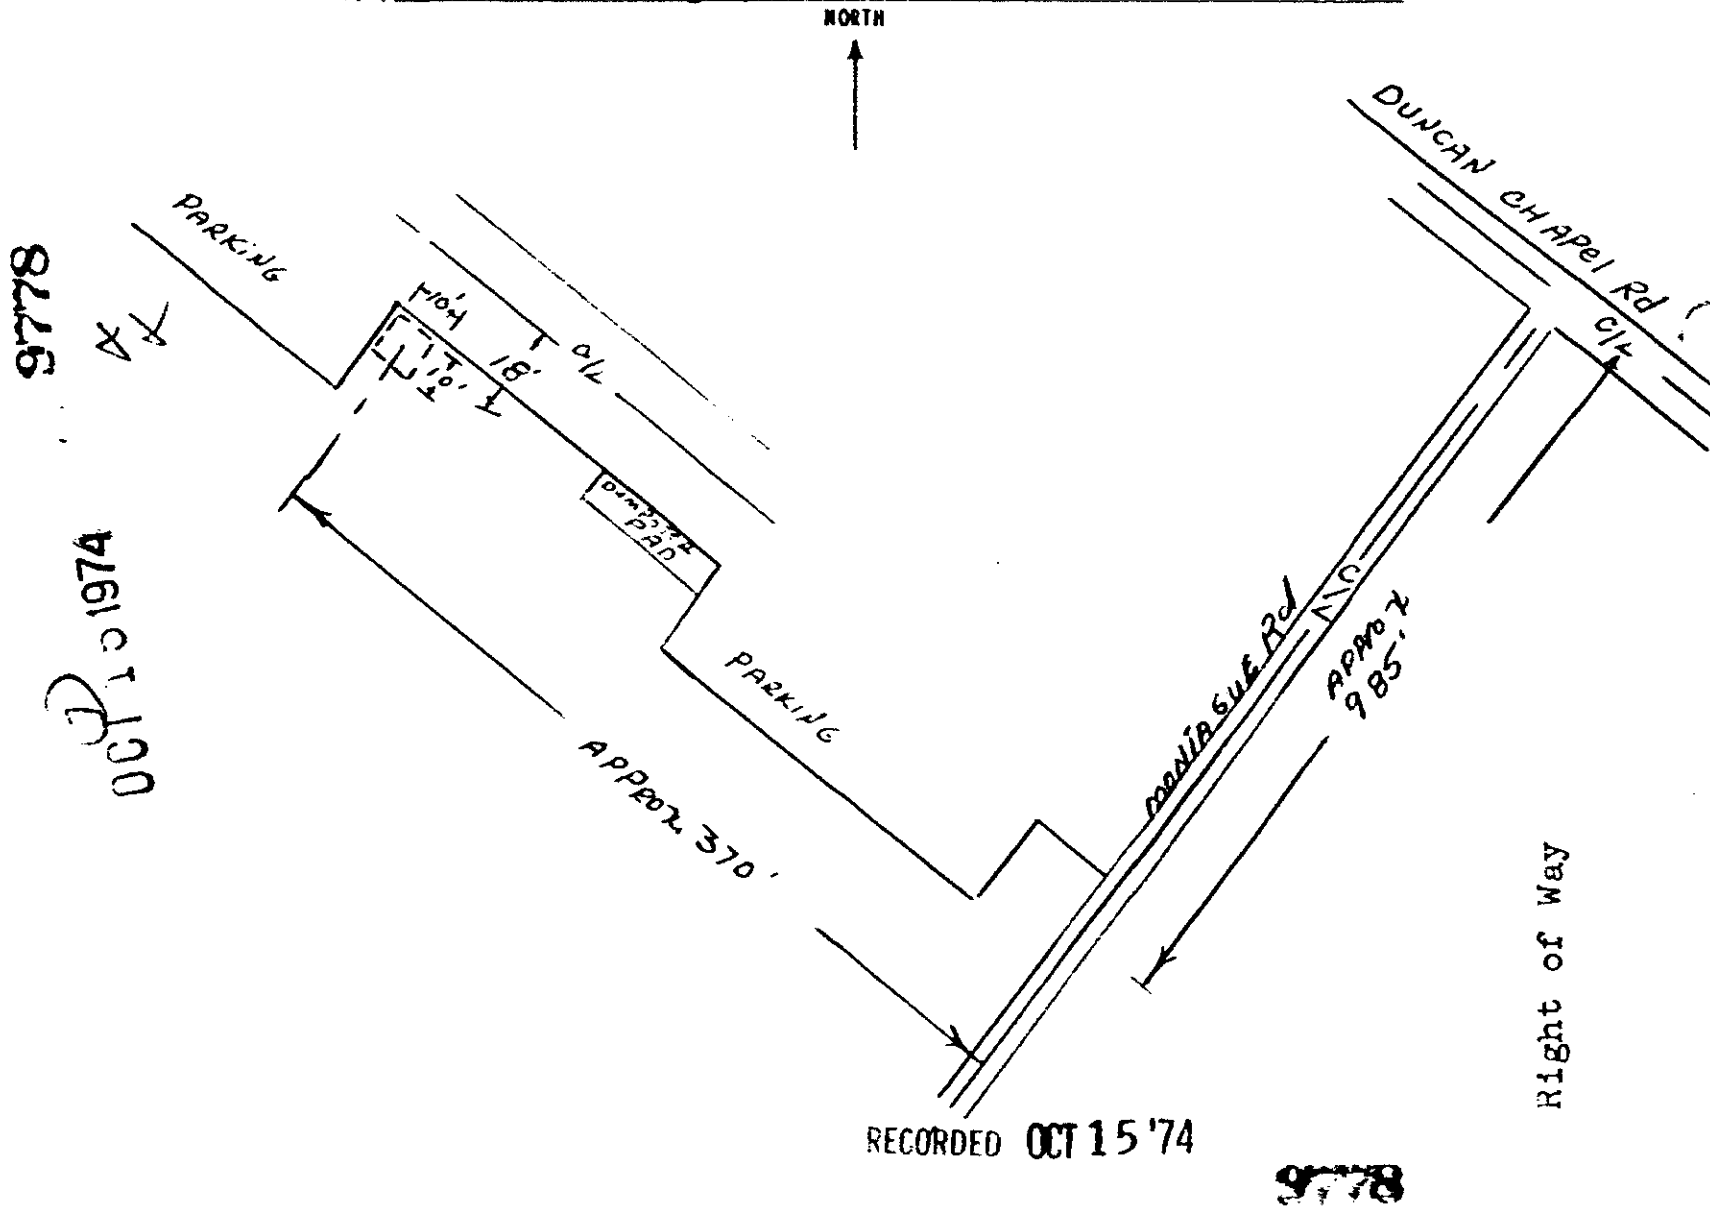 NORTH
DUNCAN CHAPEl Rd
C/L
PARKING
9778
10'
18'
C/L
10'
PAD
OCT 1974
PARKING
APPROX 370'
Rd
C/L
APPROX
985'
Right of Way
RECORDED OCT 15 '74
9778